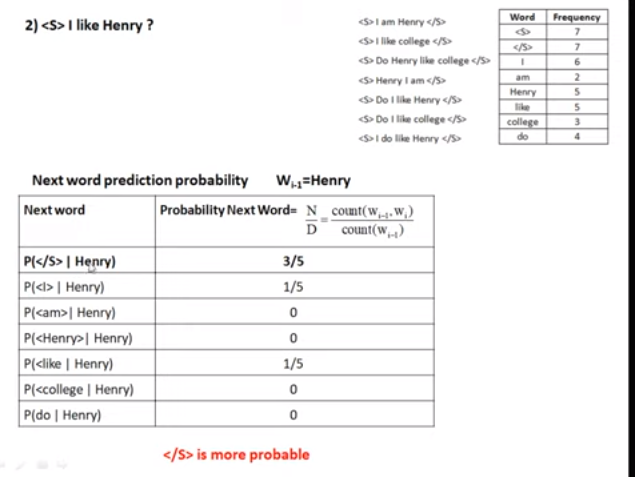 2) <S> I like Henry ?
<S> I am Henry </S>
<S> I like college </S>
<S> Do Henry like college </S>
<S> Henry I am </S>
<S> Do I like Henry </S>
<S> Do I like college </S>
<S> I do like Henry </S>
Word Frequency
<S> 7
</S> 7
I 6
am 2
Henry 5
like 5
college 3
do 4
Next word prediction probability Wi-1=Henry
Next word Probability Next Word= N/D = count(wi-1, wi)/count(wi-1)
P(</S> | Henry) 3/5
P(<I> | Henry) 1/5
P(<am>| Henry) 0
P(<Henry>| Henry) 0
P(<like | Henry) 1/5
P(<college | Henry) 0
P(do | Henry) 0
</S> is more probable